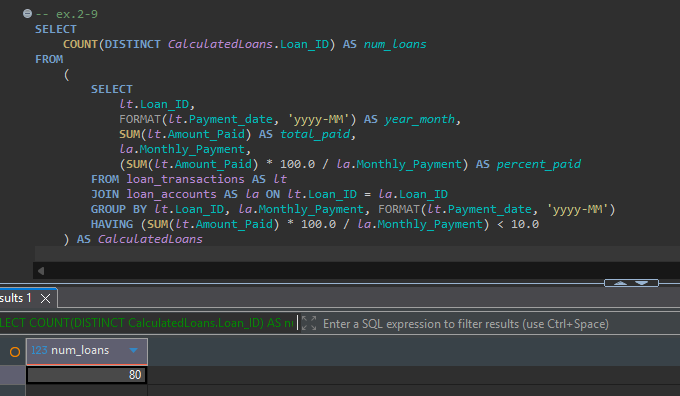 -- ex.2-9
SELECT
COUNT(DISTINCT CalculatedLoans.Loan_ID) AS num_loans
FROM
(
SELECT
lt.Loan_ID,
FORMAT(lt.Payment_date, 'yyyy-MM') AS year_month,
SUM(lt.Amount_Paid) AS total_paid,
la.Monthly_Payment,
(SUM(lt.Amount_Paid) * 100.0 / la.Monthly_Payment) AS percent_paid
FROM loan_transactions AS lt
JOIN loan_accounts AS la ON lt.Loan_ID = la.Loan_ID
GROUP BY lt.Loan_ID, la.Monthly_Payment, FORMAT(lt.Payment_date, 'yyyy-MM')
HAVING (SUM(lt.Amount_Paid) * 100.0 / la.Monthly_Payment) < 10.0
) AS CalculatedLoans
sults 1
LECT COUNT(DISTINCT CalculatedLoans.Loan_ID) AS nu Enter a SQL expression to filter results (use Ctrl+Space)
123 num_loans
80